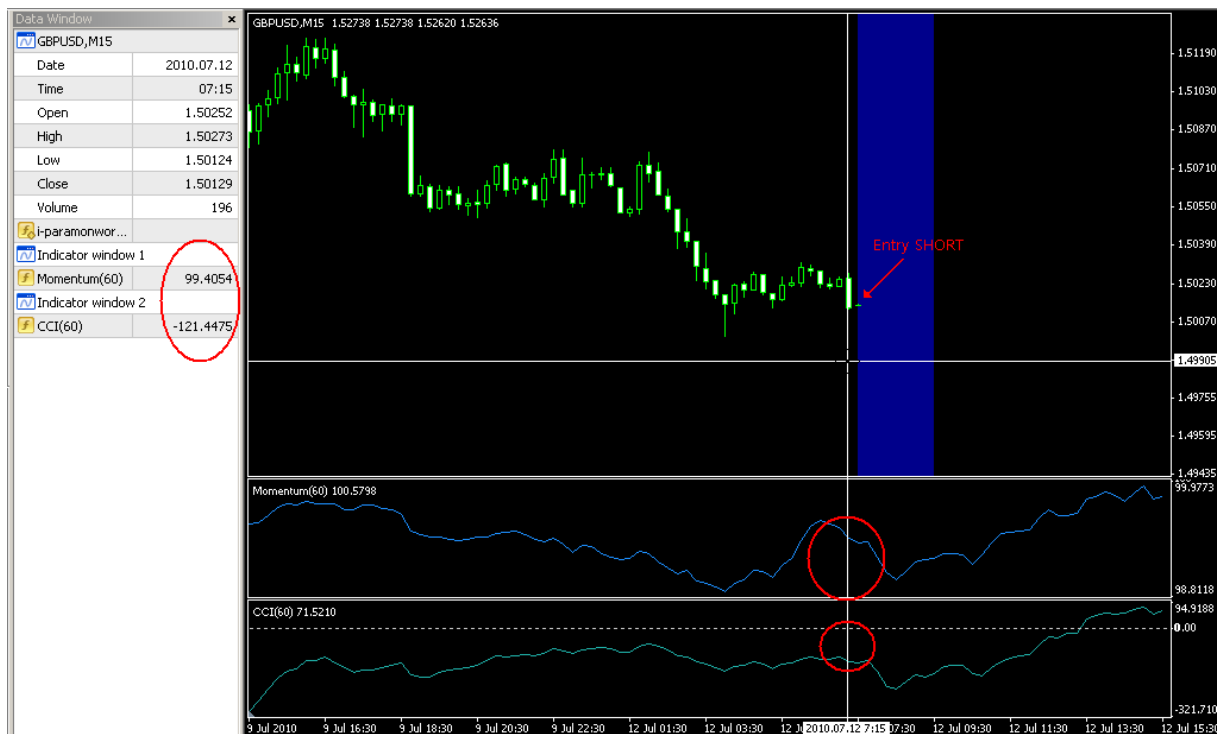 Data Window
GBPUSD,M15
Date 2010.07.12
Time 07:15
Open 1.50252
High 1.50273
Low 1.50124
Close 1.50129
Volume 196
i-paramonwor...
Indicator window 1
Momentum(60) 99.4054
Indicator window 2
CCI(60) -121.4475
GBPUSD,M15 1.52738 1.52738 1.52620 1.52636
Entry SHORT
1.51190
1.51030
1.50870
1.50710
1.50550
1.50390
1.50230
1.50070
1.49905
1.49755
1.49595
1.49435
Momentum(60) 100.5798
99.9773
98.8118
CCI(60) 71.5210
94.9188
0.00
-321.710
9 Jul 2010 9 Jul 16:30 9 Jul 18:30 9 Jul 20:30 9 Jul 22:30 12 Jul 01:30 12 Jul 03:30 12 Ju 2010.07.12 7:15 07:30 12 Jul 09:30 12 Jul 11:30 12 Jul 13:30 12 Jul 15:30